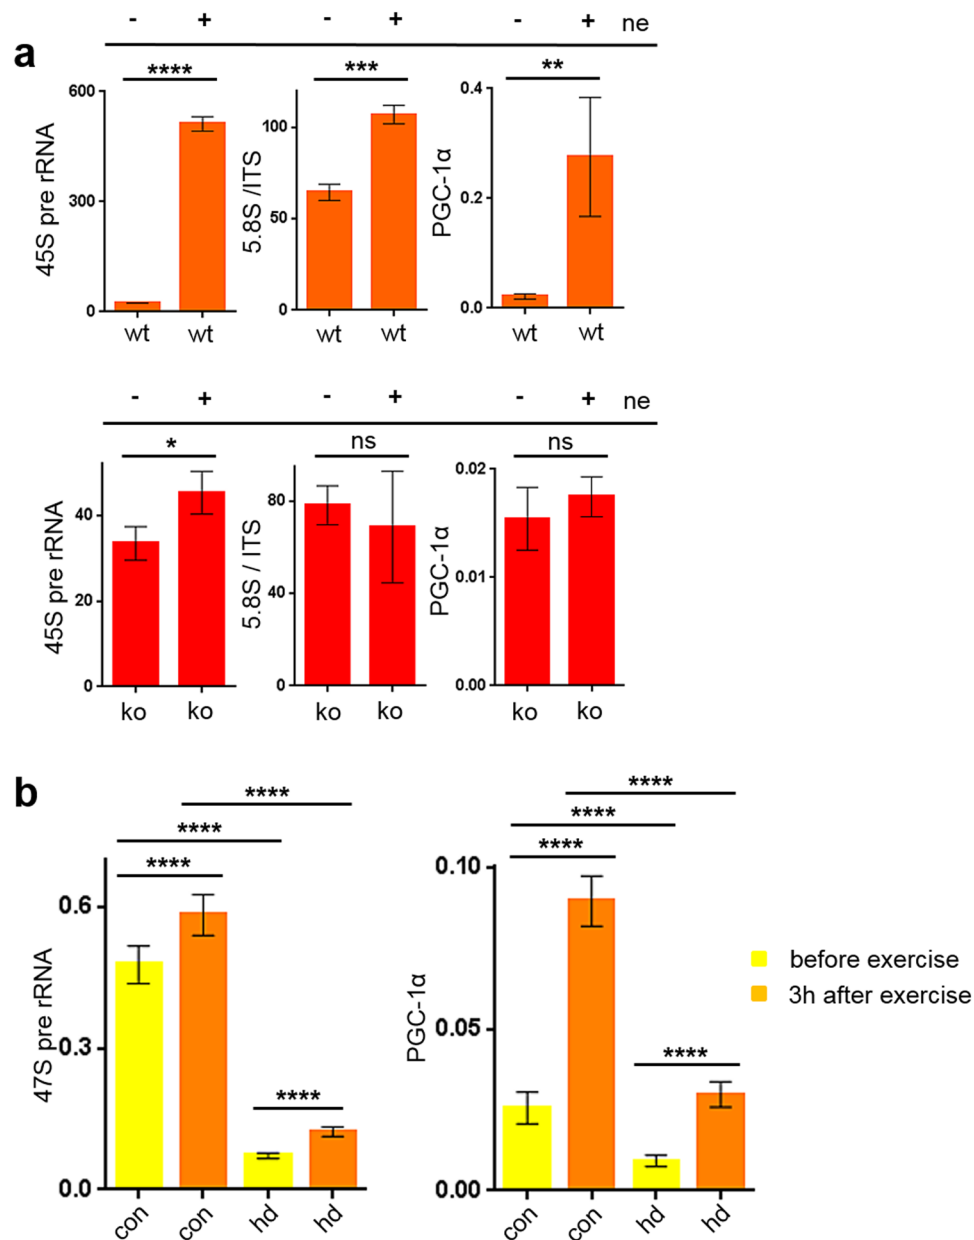 a
- + - + - + ne
**** *** **
45S pre rRNA
600
300
0
wt wt
5.8S /ITS
100
50
0
wt wt
PGC-1α
0.4
0.2
0.0
wt wt
- + - + - + ne
* ns ns
45S pre rRNA
40
20
0
ko ko
5.8S / ITS
80
40
0
ko ko
PGC-1α
0.02
0.01
0.00
ko ko
b
****
****
****
****
47S pre rRNA
0.6
0.3
0.0
con con hd hd
****
****
****
****
PGC-1α
0.10
0.05
0.00
con con hd hd
before exercise
3h after exercise